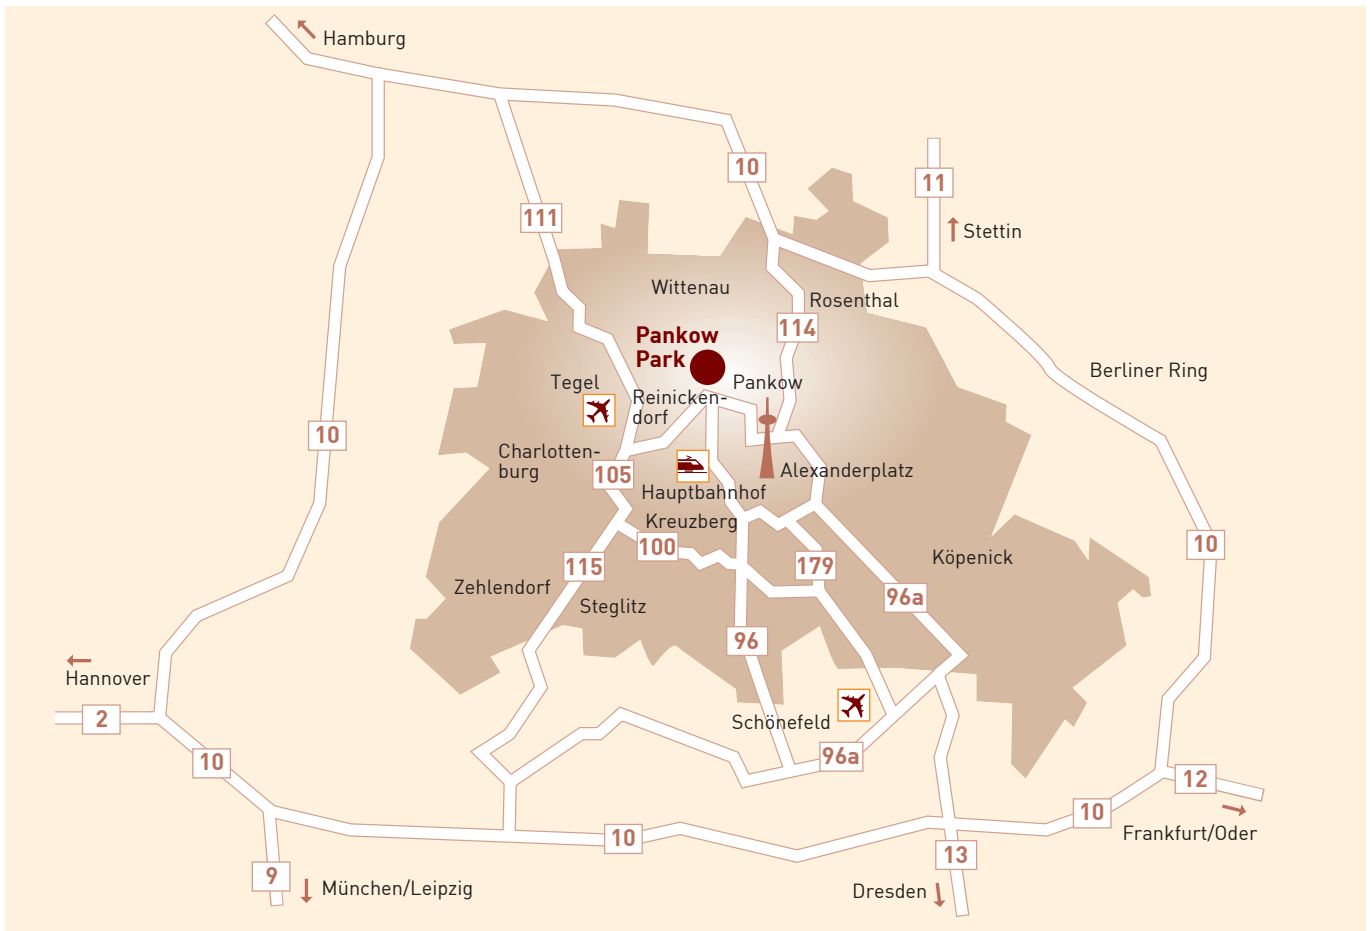 Hamburg
10
11
111
Stettin
Wittenau
Rosenthal
114
Pankow
Park
Berliner Ring
Tegel
Pankow
Reinicken-
dorf
10
Charlotten-
burg
105
Alexanderplatz
Hauptbahnhof
Kreuzberg
100
10
115
179
Köpenick
Zehlendorf
96a
Steglitz
96
Hannover
2
Schönefeld
10
96a
12
10
10
Frankfurt/Oder
13
9
München/Leipzig
Dresden